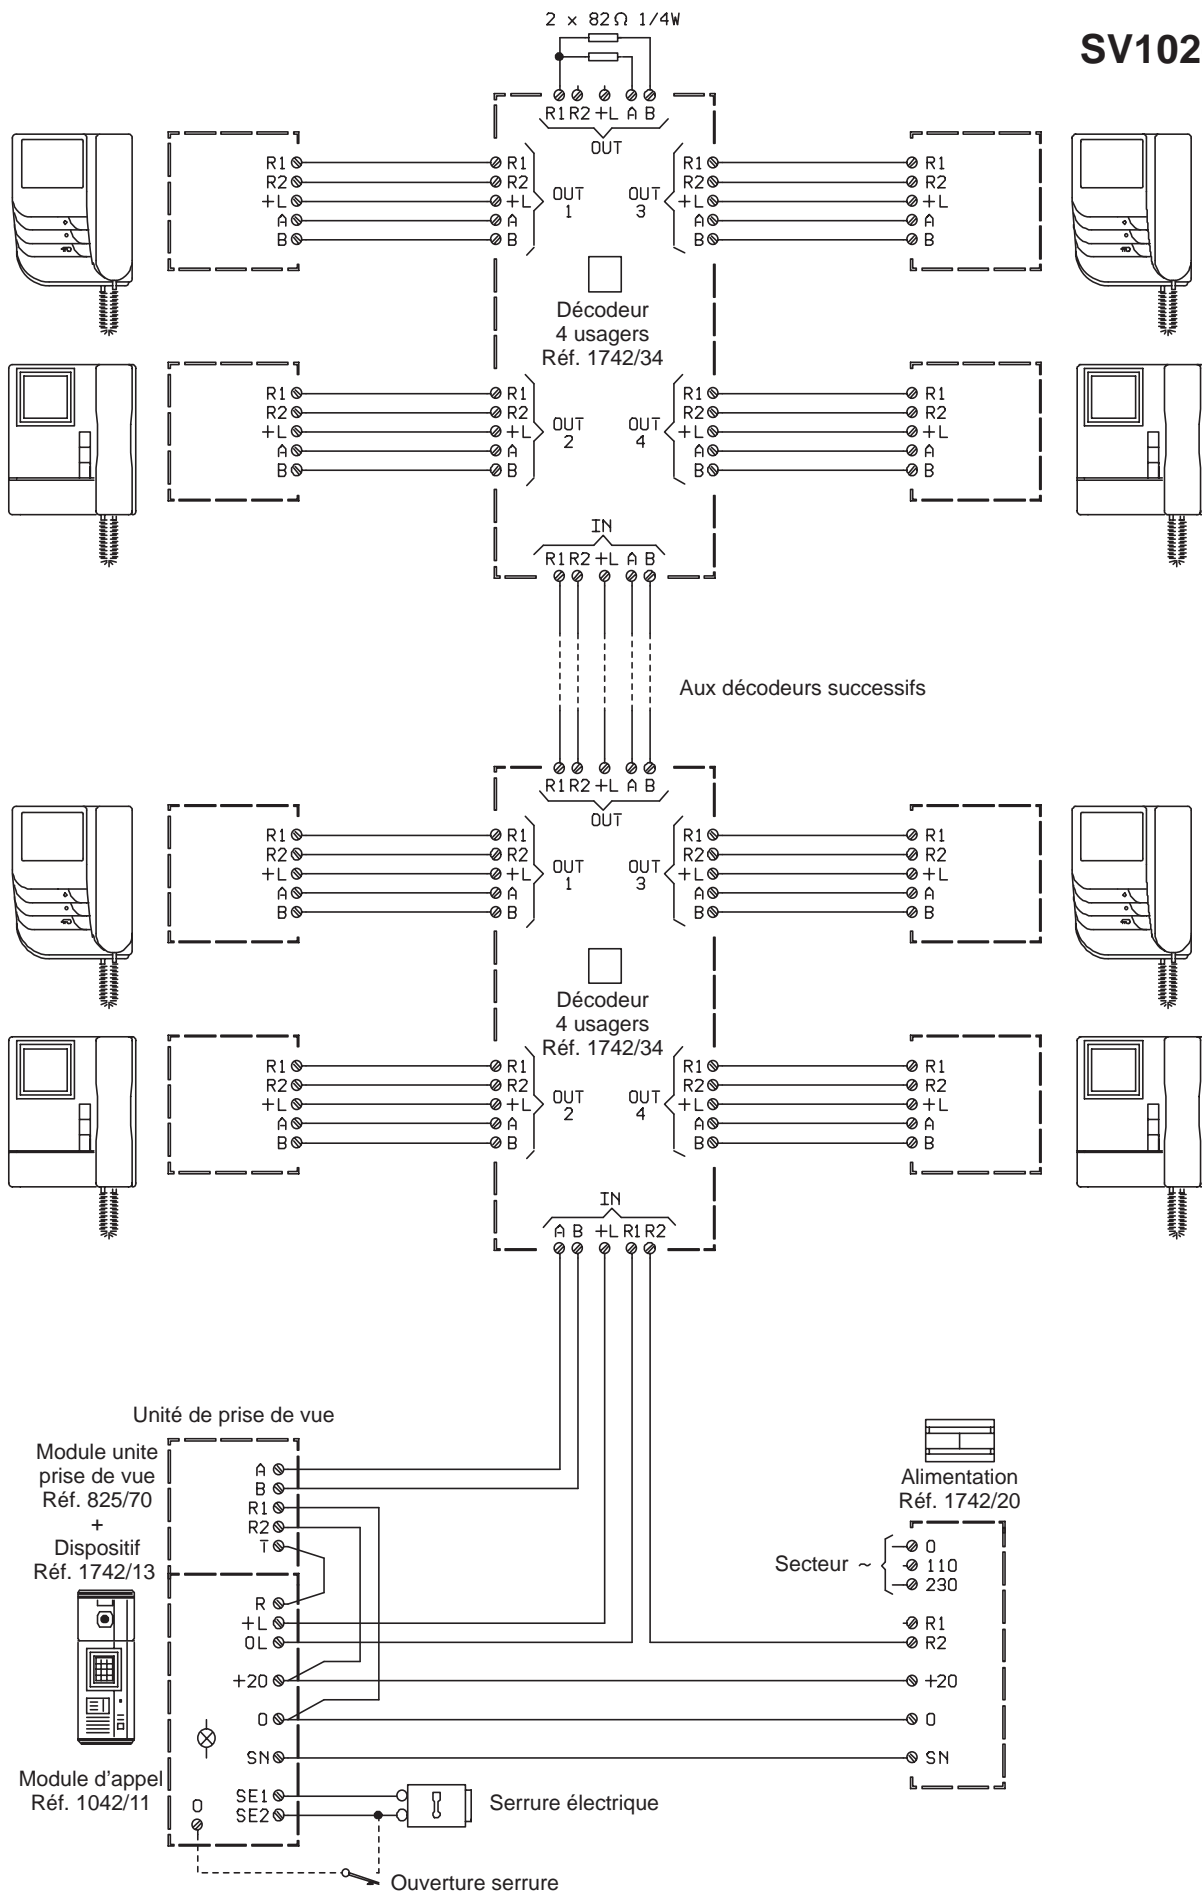 2 x 82Ω 1/4W
SV102
R1 R2 +L A B
OUT
R1 R1 R1 R1
R2 R2 R2 R2
+L +L OUT 1 OUT 3 +L +L
A A A A
B B B B
Décodeur
4 usagers
Réf. 1742/34
R1 R1 R1 R1
R2 R2 R2 R2
+L +L OUT 2 OUT 4 +L +L
A A A A
B B B B
IN
R1 R2 +L A B
Aux décodeurs successifs
R1 R2 +L A B
OUT
R1 R1 R1 R1
R2 R2 R2 R2
+L +L OUT 1 OUT 3 +L +L
A A A A
B B B B
Décodeur
4 usagers
Réf. 1742/34
R1 R1 R1 R1
R2 R2 R2 R2
+L +L OUT 2 OUT 4 +L +L
A A A A
B B B B
IN
A B +L R1 R2
Unité de prise de vue
Module unite
prise de vue
Réf. 825/70
+
Dispositif
Réf. 1742/13
A
B
R1
R2
T
R
+L
OL
+20
O
SN
SE1
SE2
O
Module d'appel
Réf. 1042/11
Alimentation
Réf. 1742/20
Secteur ~
0
110
230
R1
R2
+20
0
SN
Serrure électrique
Ouverture serrure